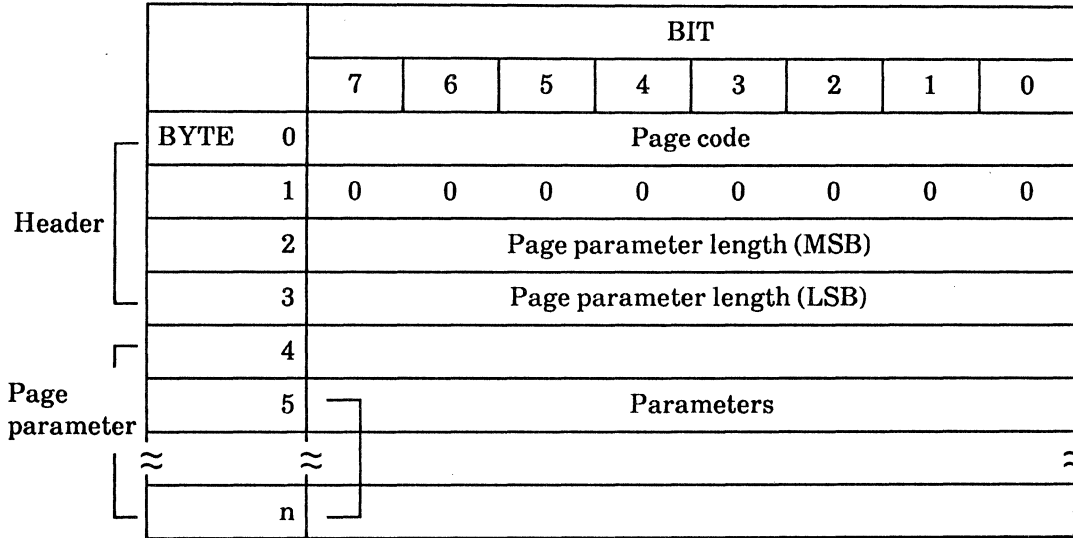 BIT
7 6 5 4 3 2 1 0
BYTE 0 Page code
1 0 0 0 0 0 0 0 0
Header
2 Page parameter length (MSB)
3 Page parameter length (LSB)
4
Page
parameter
5 Parameters
≈ ≈ ≈
n